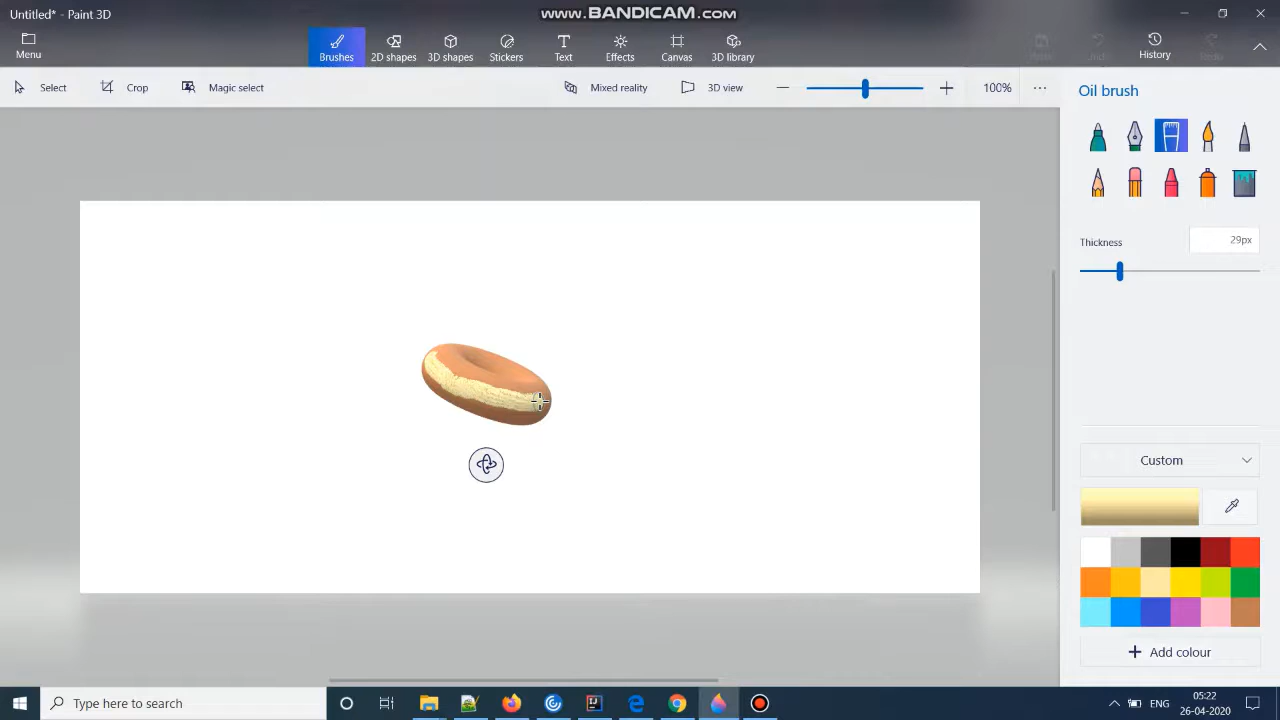 Untitled* - Paint 3D
www.BANDICAM.com
Menu
Brushes
2D shapes
3D shapes
Stickers
Text
Effects
Canvas
3D library
History
Select
Crop
Magic select
Mixed reality
3D view
100%
Oil brush
Thickness
29px
Custom
Add colour
Type here to search
ENG
05:22
26-04-2020